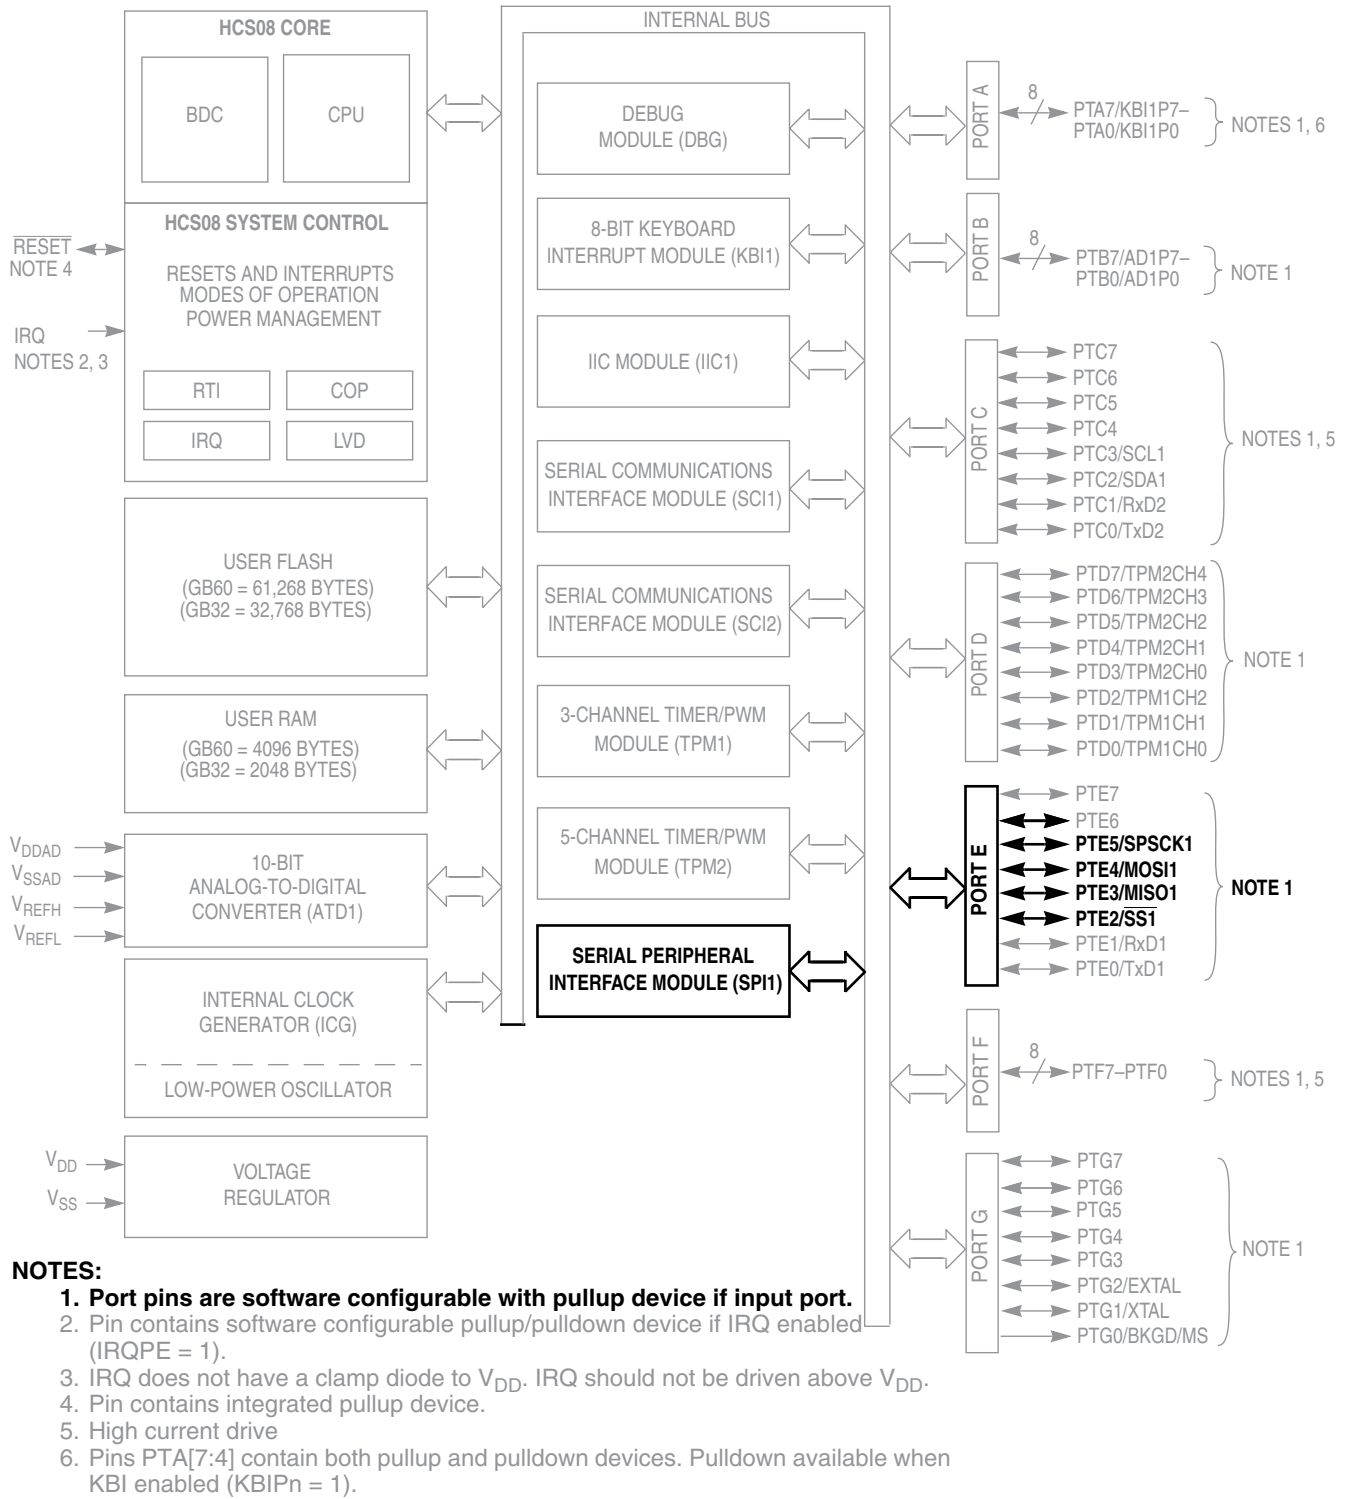 HCS08 CORE
BDC
CPU
HCS08 SYSTEM CONTROL
RESETS AND INTERRUPTS
MODES OF OPERATION
POWER MANAGEMENT
RTI
COP
IRQ
LVD
RESET
NOTE 4
IRQ
NOTES 2, 3
USER FLASH
(GB60 = 61,268 BYTES)
(GB32 = 32,768 BYTES)
USER RAM
(GB60 = 4096 BYTES)
(GB32 = 2048 BYTES)
VDDAD
VSSAD
VREFH
VREFL
10-BIT
ANALOG-TO-DIGITAL
CONVERTER (ATD1)
INTERNAL CLOCK
GENERATOR (ICG)
LOW-POWER OSCILLATOR
VDD
VSS
VOLTAGE
REGULATOR
INTERNAL BUS
DEBUG
MODULE (DBG)
8-BIT KEYBOARD
INTERRUPT MODULE (KBI1)
IIC MODULE (IIC1)
SERIAL COMMUNICATIONS
INTERFACE MODULE (SCI1)
SERIAL COMMUNICATIONS
INTERFACE MODULE (SCI2)
3-CHANNEL TIMER/PWM
MODULE (TPM1)
5-CHANNEL TIMER/PWM
MODULE (TPM2)
SERIAL PERIPHERAL
INTERFACE MODULE (SPI1)
PORT A
8
PTA7/KBI1P7–
PTA0/KBI1P0
NOTES 1, 6
PORT B
8
PTB7/AD1P7–
PTB0/AD1P0
NOTE 1
PORT C
PTC7
PTC6
PTC5
PTC4
PTC3/SCL1
PTC2/SDA1
PTC1/RxD2
PTC0/TxD2
NOTES 1, 5
PORT D
PTD7/TPM2CH4
PTD6/TPM2CH3
PTD5/TPM2CH2
PTD4/TPM2CH1
PTD3/TPM2CH0
PTD2/TPM1CH2
PTD1/TPM1CH1
PTD0/TPM1CH0
NOTE 1
PORT E
PTE7
PTE6
PTE5/SPSCK1
PTE4/MOSI1
PTE3/MISO1
PTE2/SS1
PTE1/RxD1
PTE0/TxD1
NOTE 1
PORT F
8
PTF7–PTF0
NOTES 1, 5
PORT G
PTG7
PTG6
PTG5
PTG4
PTG3
PTG2/EXTAL
PTG1/XTAL
PTG0/BKGD/MS
NOTE 1
NOTES:
1. Port pins are software configurable with pullup device if input port.
2. Pin contains software configurable pullup/pulldown device if IRQ enabled
(IRQPE = 1).
3. IRQ does not have a clamp diode to VDD. IRQ should not be driven above VDD.
4. Pin contains integrated pullup device.
5. High current drive
6. Pins PTA[7:4] contain both pullup and pulldown devices. Pulldown available when
KBI enabled (KBIPn = 1).